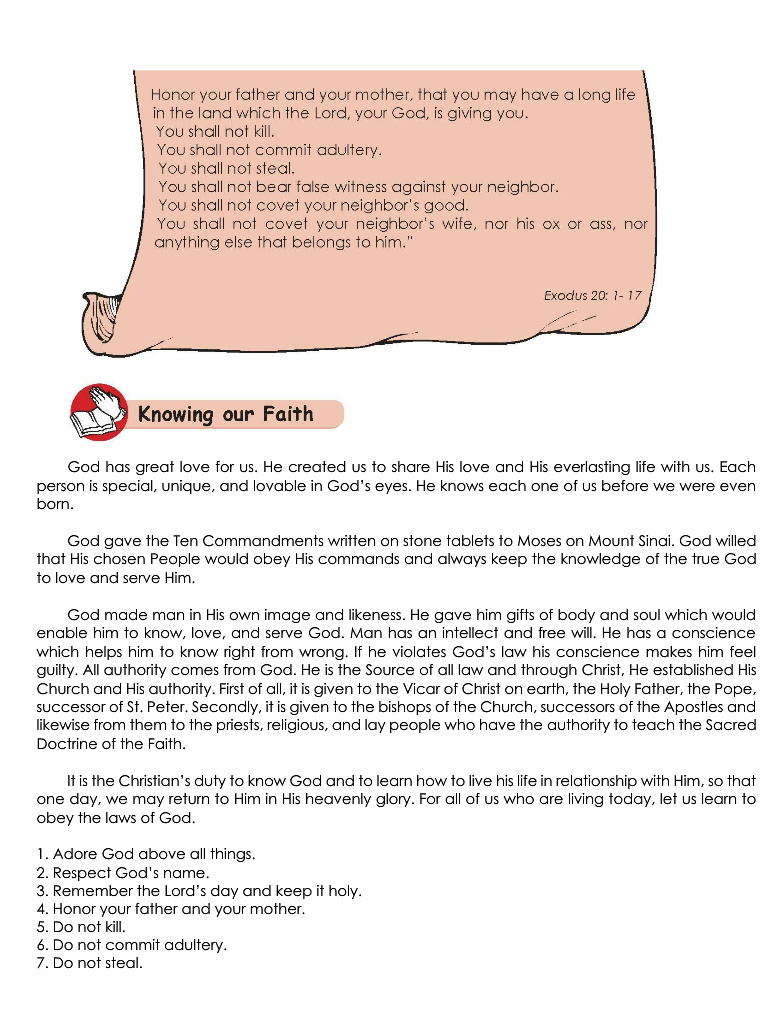 Honor your father and your mother, that you may have a long life
in the land which the Lord, your God, is giving you.
You shall not kill.
You shall not commit adultery.
You shall not steal.
You shall not bear false witness against your neighbor.
You shall not covet your neighbor's good.
You shall not covet your neighbor's wife, nor his ox or ass, nor
anything else that belongs to him."
Exodus 20: 1- 17
Knowing our Faith
God has great love for us. He created us to share His love and His everlasting life with us. Each
person is special, unique, and lovable in God's eyes. He knows each one of us before we were even
born.
God gave the Ten Commandments written on stone tablets to Moses on Mount Sinai. God willed
that His chosen People would obey His commands and always keep the knowledge of the true God
to love and serve Him.
God made man in His own image and likeness. He gave him gifts of body and soul which would
enable him to know, love, and serve God. Man has an intellect and free will. He has a conscience
which helps him to know right from wrong. If he violates God's law his conscience makes him feel
guilty. All authority comes from God. He is the Source of all law and through Christ, He established His
Church and His authority. First of all, it is given to the Vicar of Christ on earth, the Holy Father, the Pope,
successor of St. Peter. Secondly, it is given to the bishops of the Church, successors of the Apostles and
likewise from them to the priests, religious, and lay people who have the authority to teach the Sacred
Doctrine of the Faith.
It is the Christian's duty to know God and to learn how to live his life in relationship with Him, so that
one day, we may return to Him in His heavenly glory. For all of us who are living today, let us learn to
obey the laws of God.
1. Adore God above all things.
2. Respect God's name.
3. Remember the Lord's day and keep it holy.
4. Honor your father and your mother.
5. Do not kill.
6. Do not commit adultery.
7. Do not steal.